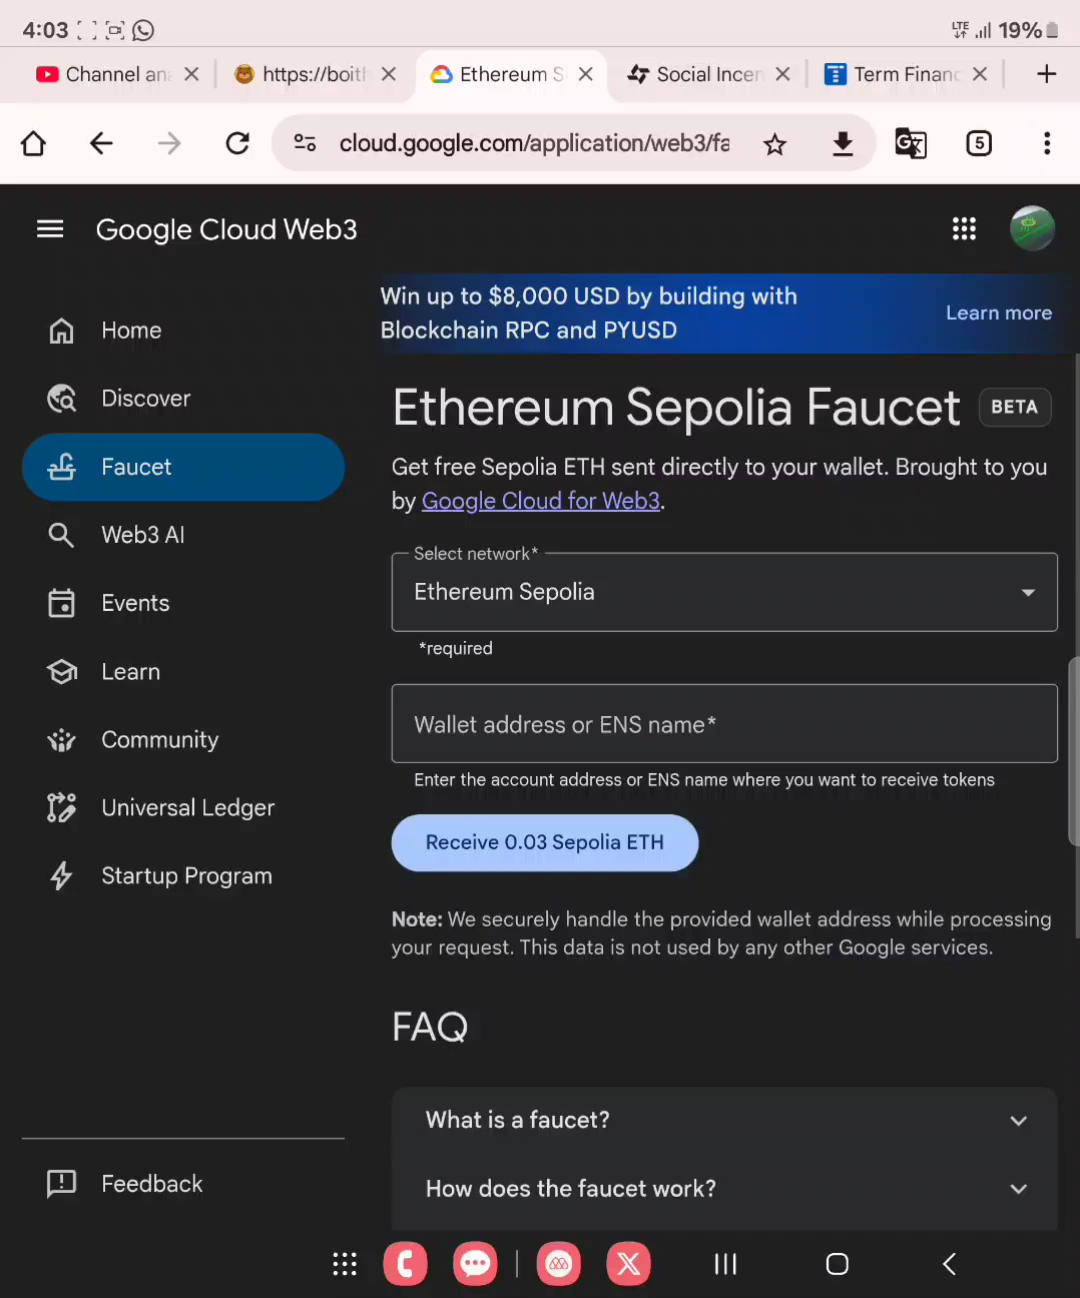 4:03
LTE 19%
Channel an
https://boith
Ethereum S
Social Incen
Term Financ
cloud.google.com/application/web3/fa
5
Google Cloud Web3
Win up to $8,000 USD by building with
Blockchain RPC and PYUSD
Learn more
Home
Discover
Faucet
Web3 AI
Events
Learn
Community
Universal Ledger
Startup Program
Feedback
Ethereum Sepolia Faucet BETA
Get free Sepolia ETH sent directly to your wallet. Brought to you
by Google Cloud for Web3.
Select network*
Ethereum Sepolia
*required
Wallet address or ENS name*
Enter the account address or ENS name where you want to receive tokens
Receive 0.03 Sepolia ETH
Note: We securely handle the provided wallet address while processing
your request. This data is not used by any other Google services.
FAQ
What is a faucet?
How does the faucet work?